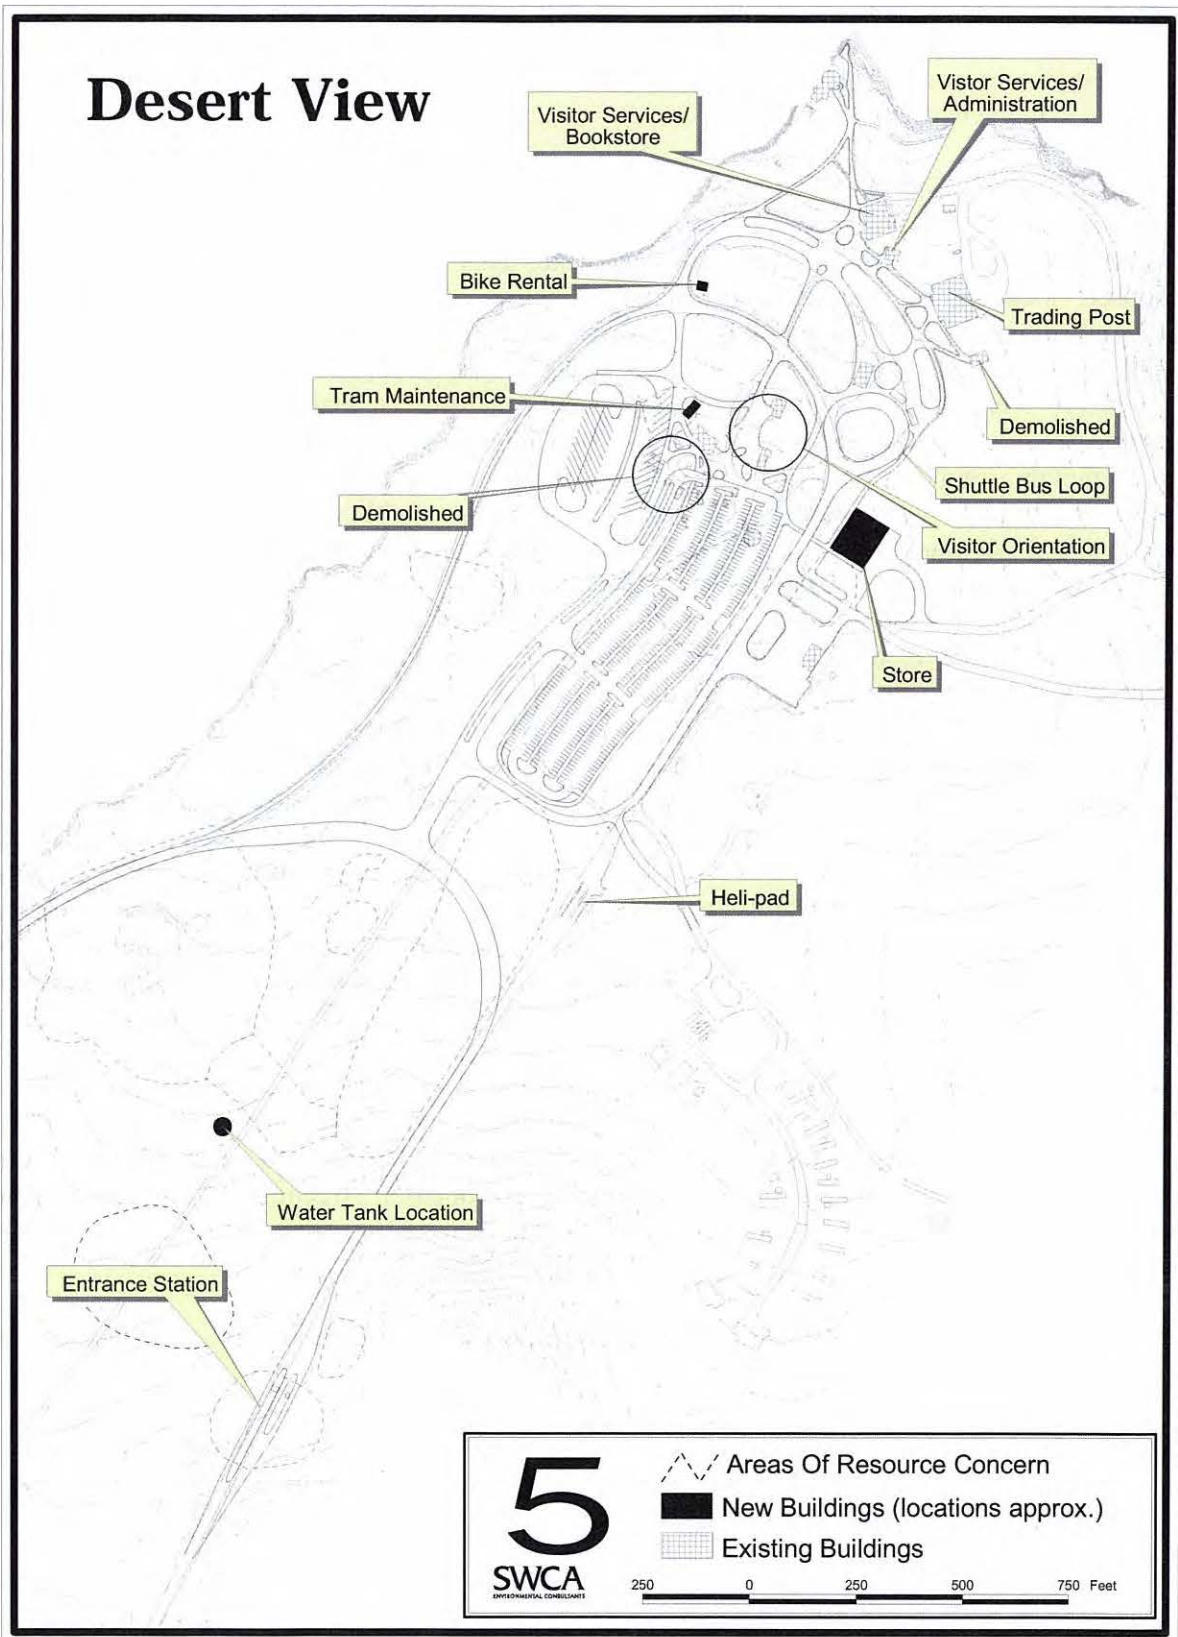 Desert View
Visitor Services/
Bookstore
Vistor Services/
Administration
Bike Rental
Trading Post
Tram Maintenance
Demolished
Demolished
Shuttle Bus Loop
Visitor Orientation
Store
Heli-pad
Water Tank Location
Entrance Station
5
SWCA
ENVIRONMENTAL CONSULTANTS
Areas Of Resource Concern
New Buildings (locations approx.)
Existing Buildings
250 0 250 500 750 Feet